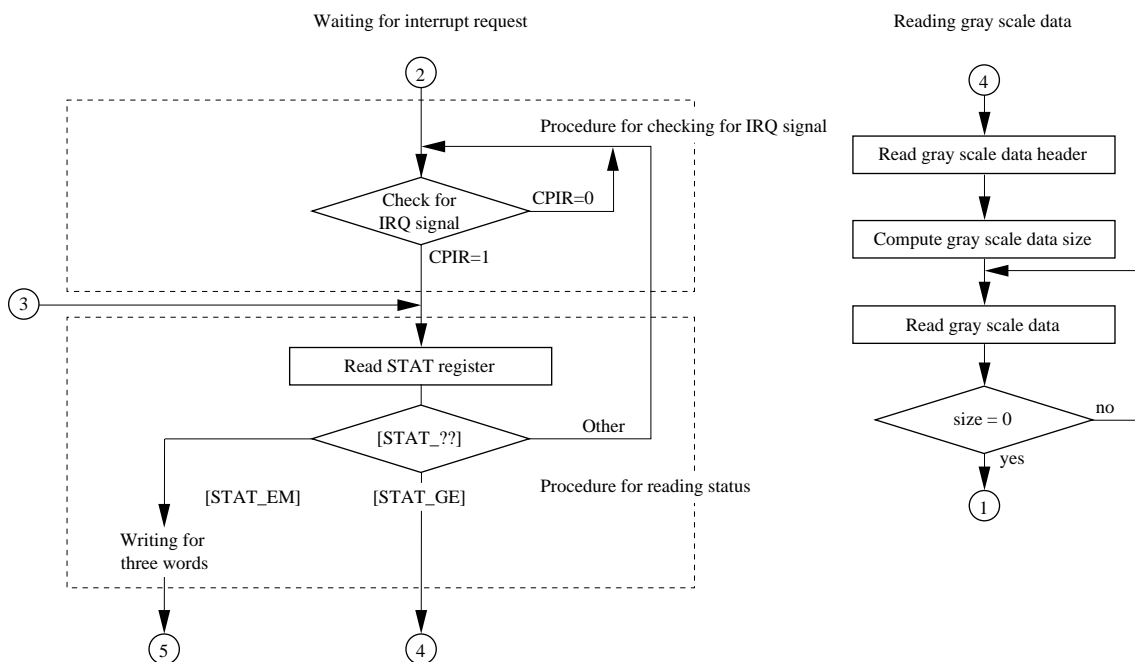 Waiting for interrupt request
2
Procedure for checking for IRQ signal
Check for
IRQ signal
CPIR=0
CPIR=1
3
Read STAT register
[STAT_??]
Other
[STAT_EM]
[STAT_GE]
Procedure for reading status
Writing for
three words
5
4
Reading gray scale data
4
Read gray scale data header
Compute gray scale data size
Read gray scale data
size = 0
no
yes
1